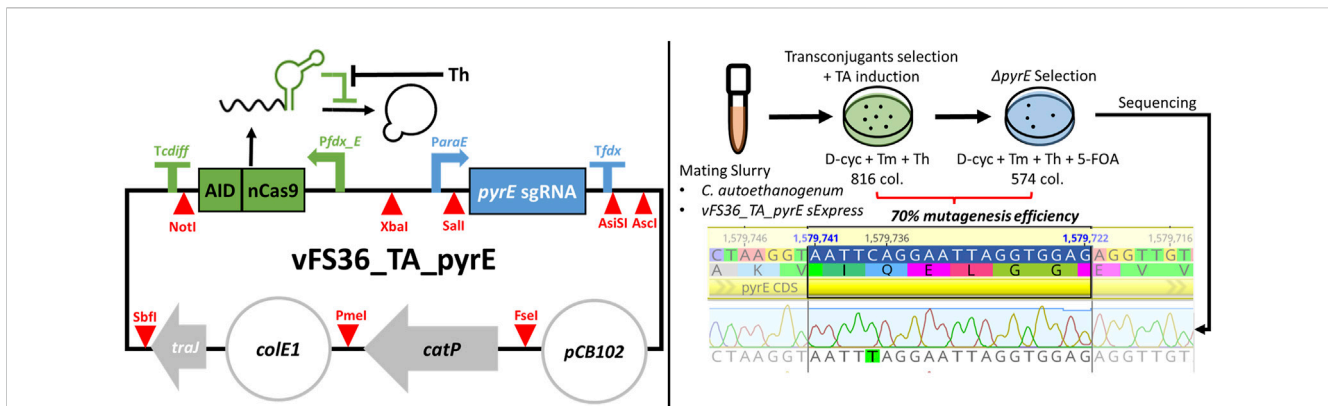 Th
Tcdiff
Pfdx_E
ParaE
Tfdx
AID nCas9
pyrE sgRNA
NotI
XbaI
SalI
AsiSI
AscI
vFS36_TA_pyrE
SbfI
PmeI
FseI
traJ
colE1
catP
pCB102
Transconjugants selection
+ TA induction
ΔpyrE Selection
Sequencing
Mating Slurry
• C. autoethanogenum
• vFS36_TA_pyrE sExpress
D-cyc + Tm + Th
816 col.
D-cyc + Tm + Th + 5-FOA
574 col.
70% mutagenesis efficiency
1,579,746 1,579,741 1,579,736 1,579,722 1,579,716
CTAAGGTAATTCAGGAATTAGGTGGAGAGGTTGT
A K V I Q E L G G E V V
pyrE CDS
CTAAGGTAATTTAGGAATTAGGTGGAGAGGTTGT